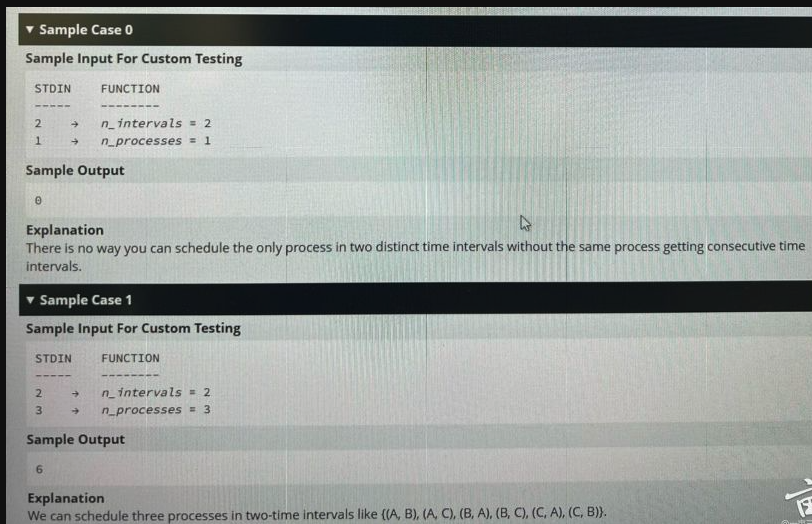 ▼ Sample Case 0
Sample Input For Custom Testing
STDIN FUNCTION
----- --------
2 → n_intervals = 2
1 → n_processes = 1
Sample Output
0
Explanation
There is no way you can schedule the only process in two distinct time intervals without the same process getting consecutive time
intervals.
▼ Sample Case 1
Sample Input For Custom Testing
STDIN FUNCTION
----- --------
2 → n_intervals = 2
3 → n_processes = 3
Sample Output
6
Explanation
We can schedule three processes in two-time intervals like {(A, B), (A, C), (B, A), (B, C), (C, A), (C, B)}.